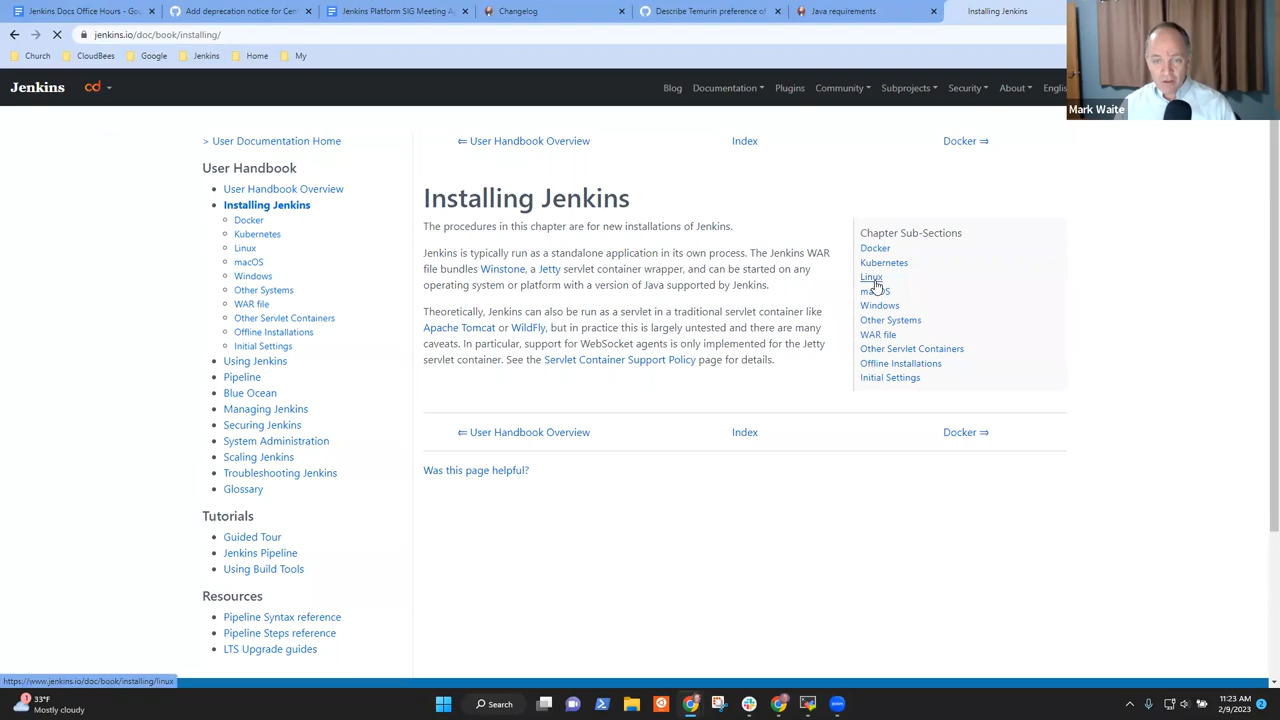 Jenkins Docs Office Hours - Goo
Add deprecation notice for Cen
Jenkins Platform SIG Meeting A
Changelog
Describe Temurin preference of
Java requirements
Installing Jenkins
jenkins.io/doc/book/installing/
Church
CloudBees
Google
Jenkins
Home
My
Mark Waite
Jenkins
cd
Blog
Documentation
Plugins
Community
Subprojects
Security
About
Englis
> User Documentation Home
⇐ User Handbook Overview
Index
Docker ⇒
User Handbook
User Handbook Overview
Installing Jenkins
Docker
Kubernetes
Linux
macOS
Windows
Other Systems
WAR file
Other Servlet Containers
Offline Installations
Initial Settings
Using Jenkins
Pipeline
Blue Ocean
Managing Jenkins
Securing Jenkins
System Administration
Scaling Jenkins
Troubleshooting Jenkins
Glossary
Tutorials
Guided Tour
Jenkins Pipeline
Using Build Tools
Resources
Pipeline Syntax reference
Pipeline Steps reference
LTS Upgrade guides
Installing Jenkins
The procedures in this chapter are for new installations of Jenkins.
Jenkins is typically run as a standalone application in its own process. The Jenkins WAR
file bundles Winstone, a Jetty servlet container wrapper, and can be started on any
operating system or platform with a version of Java supported by Jenkins.
Theoretically, Jenkins can also be run as a servlet in a traditional servlet container like
Apache Tomcat or WildFly, but in practice this is largely untested and there are many
caveats. In particular, support for WebSocket agents is only implemented for the Jetty
servlet container. See the Servlet Container Support Policy page for details.
Chapter Sub-Sections
Docker
Kubernetes
Linux
macOS
Windows
Other Systems
WAR file
Other Servlet Containers
Offline Installations
Initial Settings
⇐ User Handbook Overview
Index
Docker ⇒
Was this page helpful?
https://www.jenkins.io/doc/book/installing/linux
1
33°F
Mostly cloudy
Search
11:23 AM
2/9/2023
2